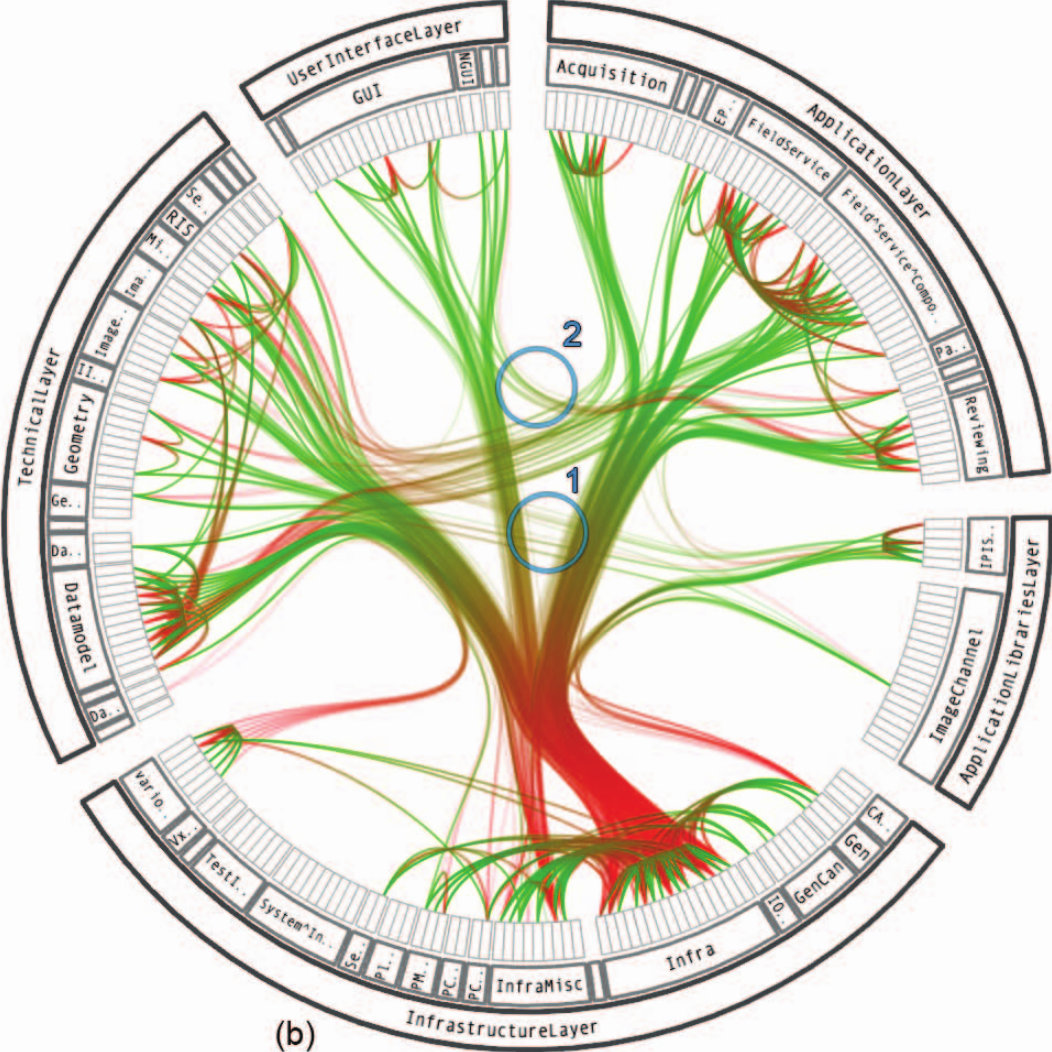 UserInterfaceLayer
GUI
NGUI
Acquisition
EP..
FieldService
Field^Service^Compo..
Pa..
Reviewing
ApplicationLayer
IPIS..
ImageChannel
ApplicationLibrariesLayer
CA..
Gen
GenCan
IO..
Infra
InfraMisc
PC..
PC..
PM..
Pl..
Se..
System^In..
TestI..
Vx..
vario..
InfrastructureLayer
Da..
Datamodel
Da..
Ge..
Geometry
Il..
Image..
Ima..
Mi..
RIS
Se..
TechnicalLayer
2
1
(b)